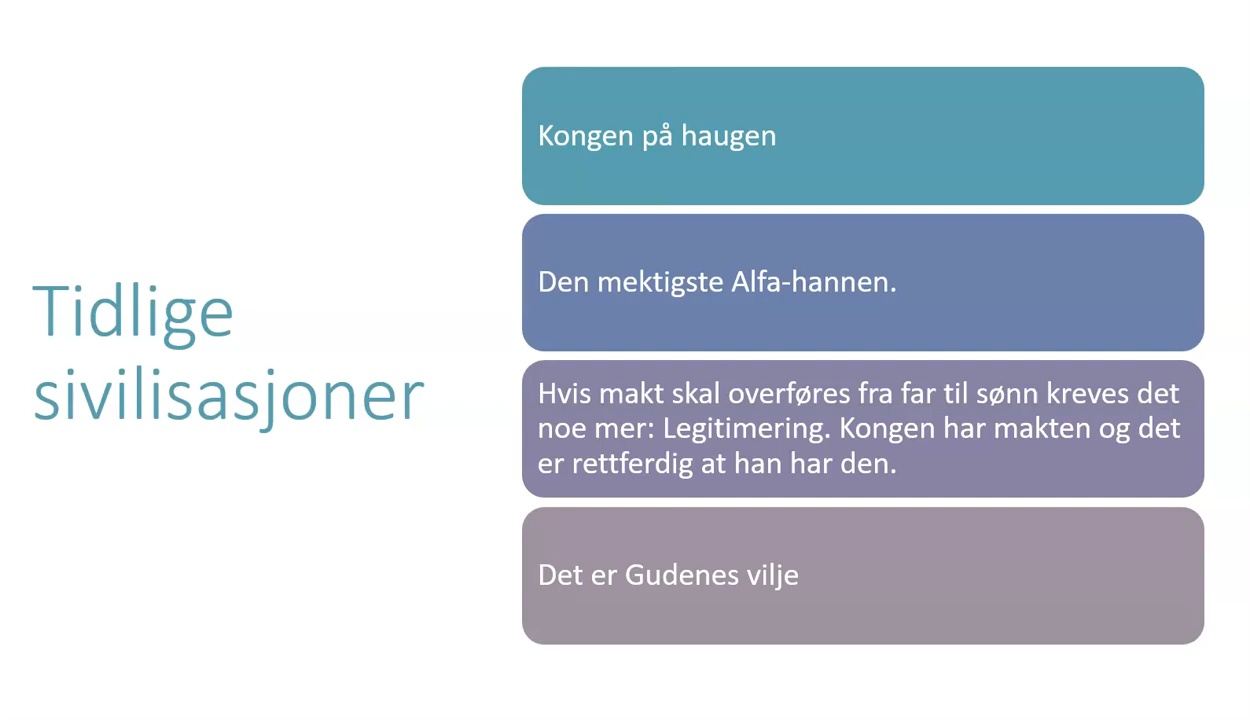 Tidlige
sivilisasjoner
Kongen på haugen
Den mektigste Alfa-hannen.
Hvis makt skal overføres fra far til sønn kreves det
noe mer: Legitimering. Kongen har makten og det
er rettferdig at han har den.
Det er Gudenes vilje